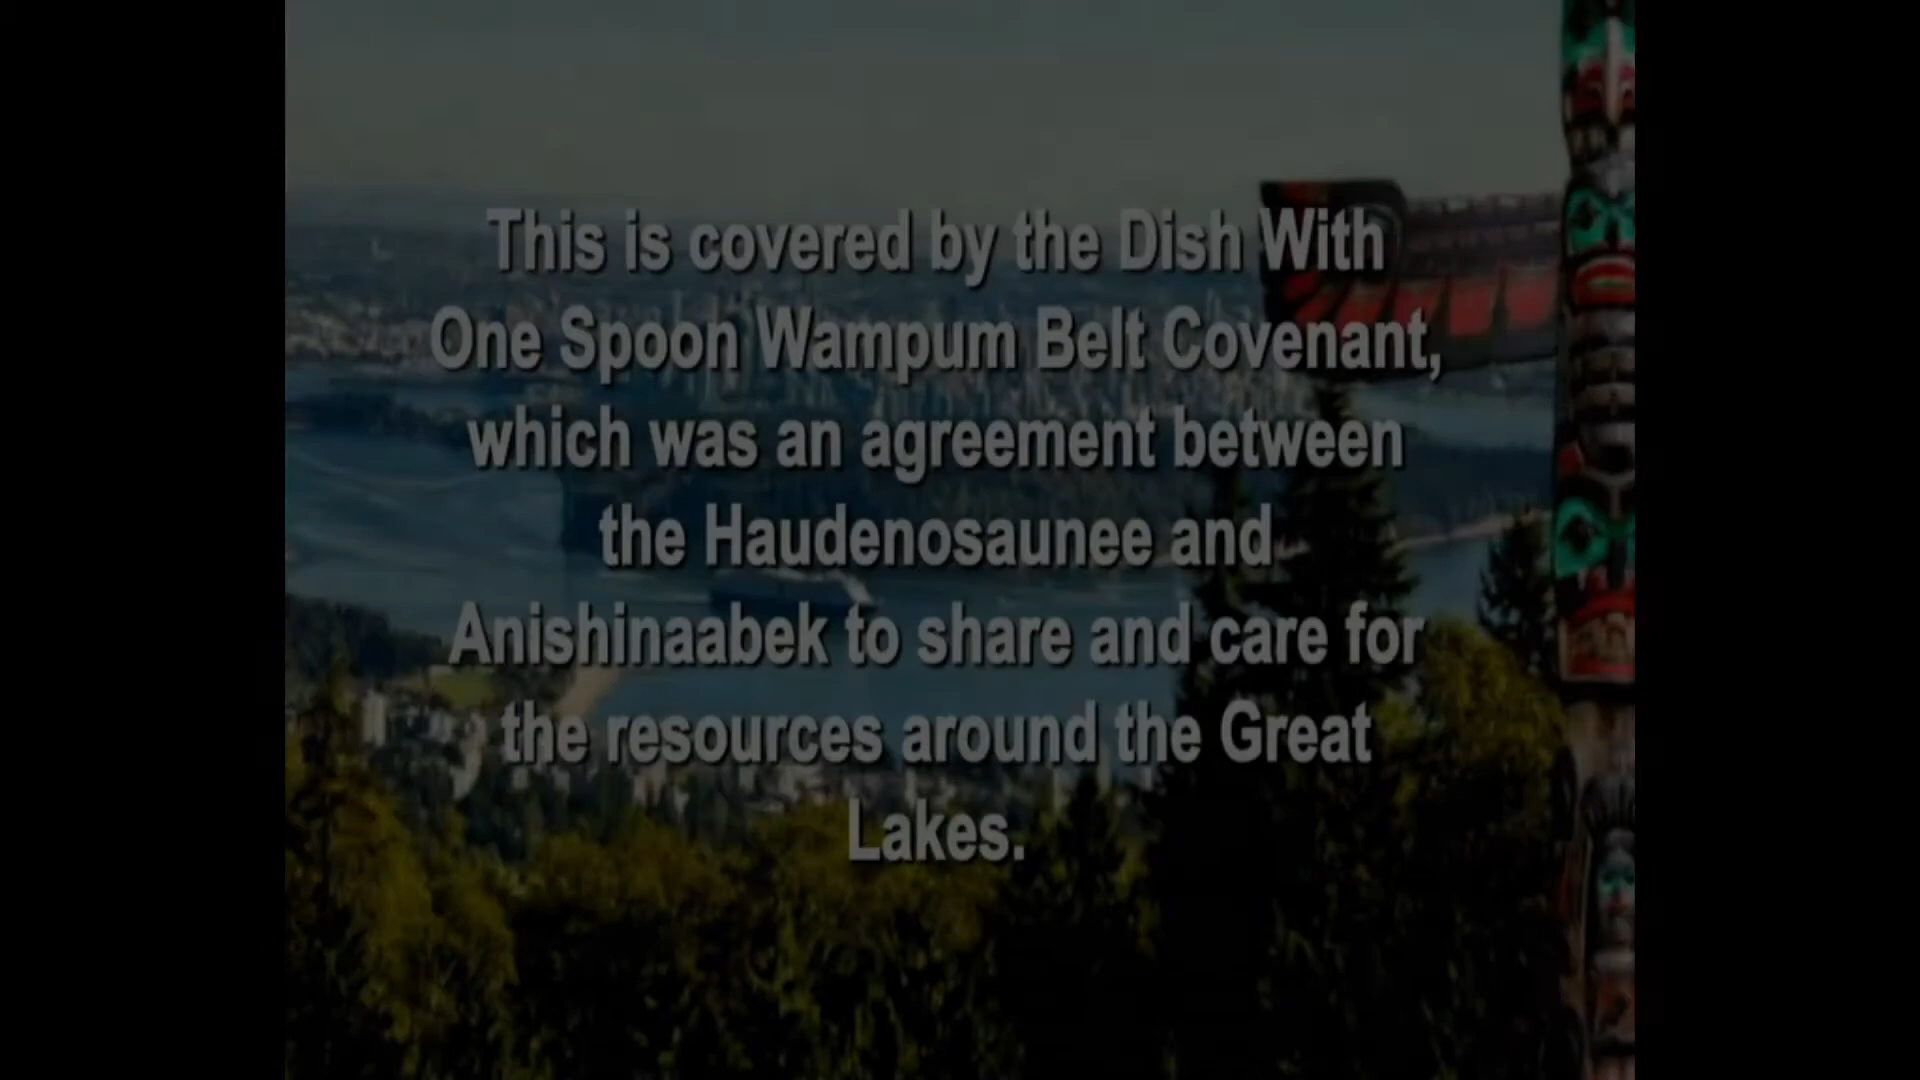 This is covered by the Dish With
One Spoon Wampum Belt Covenant,
which was an agreement between
the Haudenosaunee and
Anishinaabek to share and care for
the resources around the Great
Lakes.